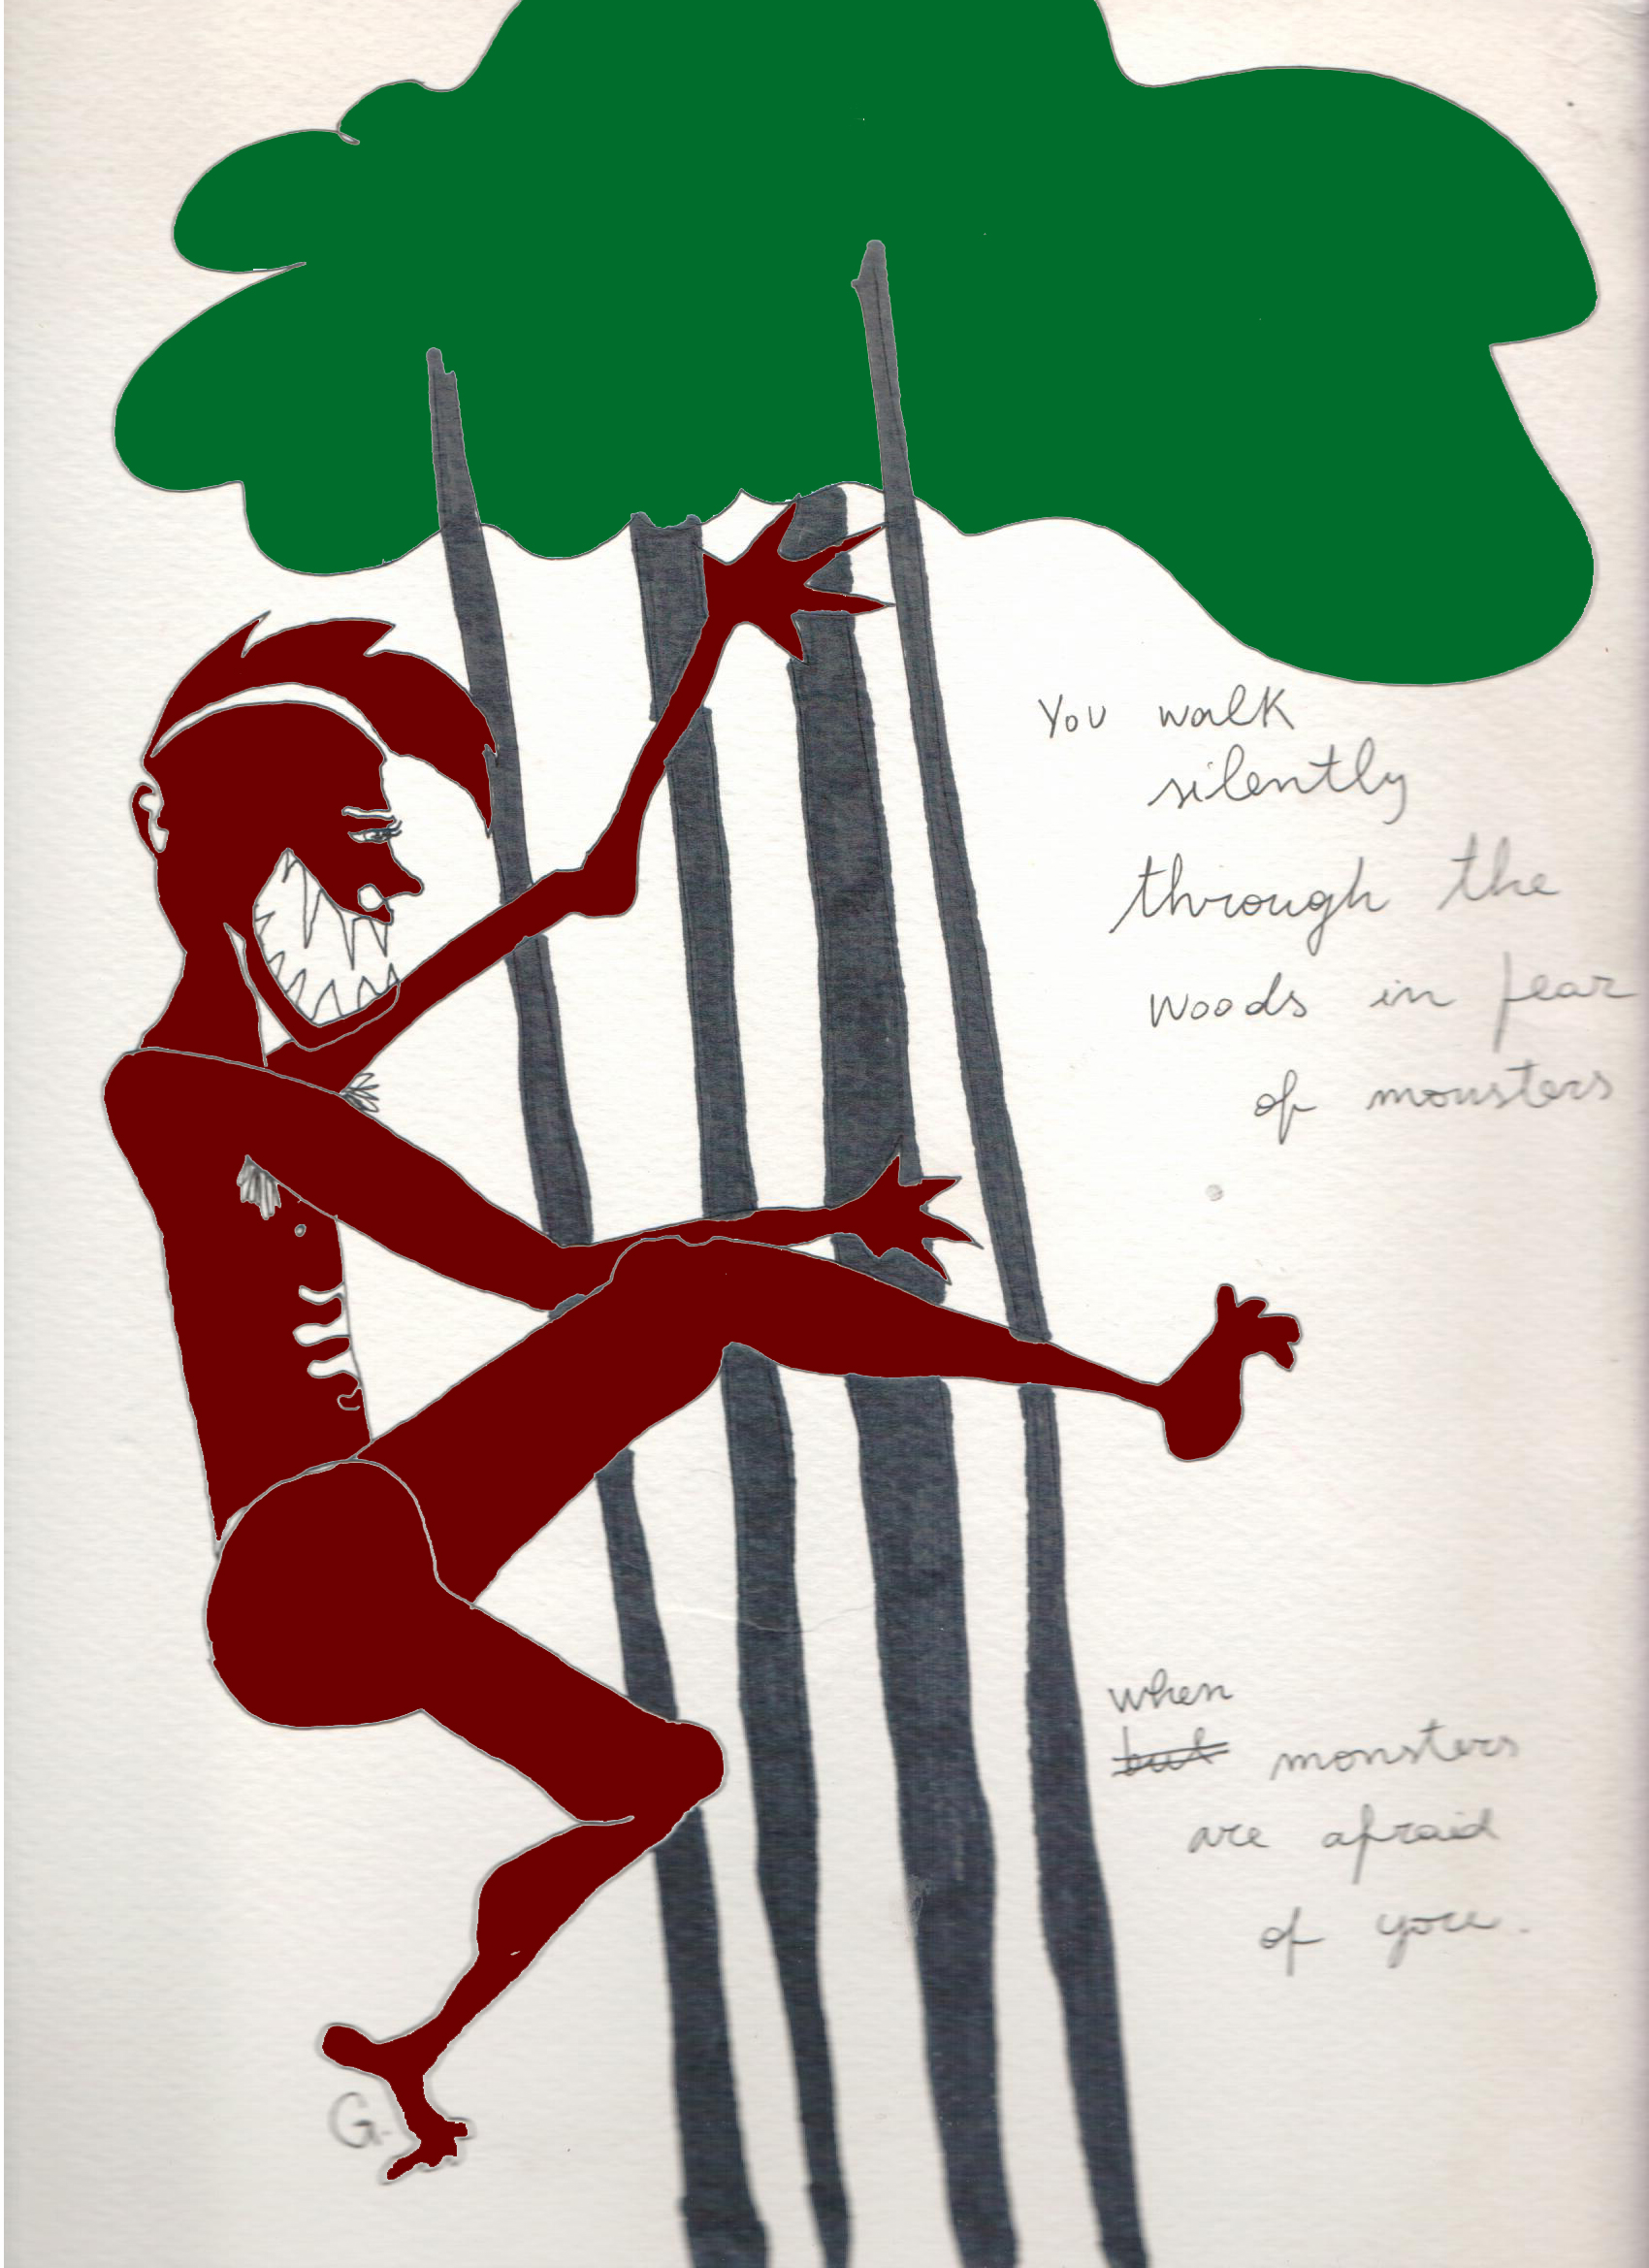 You walk
silently
through the
woods in fear
of monsters
when
but monsters
are afraid
of you.
G.